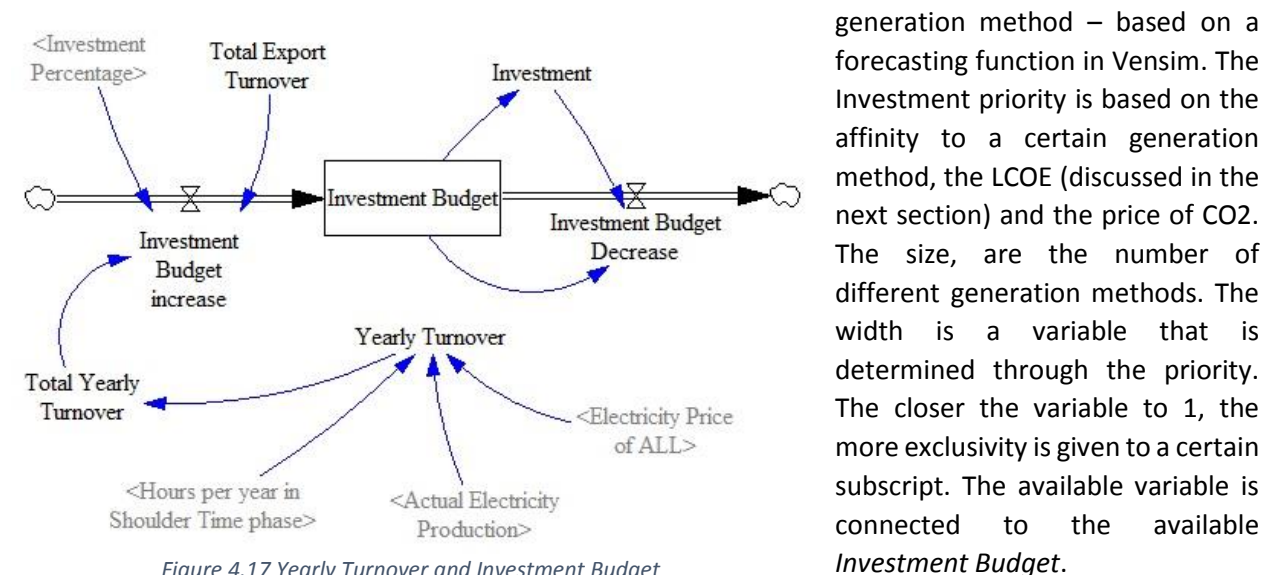 <Investment
Percentage>
Total Export
Turnover
Investment
Investment Budget
Investment
Budget
increase
Investment Budget
Decrease
Yearly Turnover
Total Yearly
Turnover
<Electricity Price
of ALL>
<Hours per year in
Shoulder Time phase>
<Actual Electricity
Production>
Figure 4.17 Yearly Turnover and Investment Budget
generation method – based on a
forecasting function in Vensim. The
Investment priority is based on the
affinity to a certain generation
method, the LCOE (discussed in the
next section) and the price of CO2.
The size, are the number of
different generation methods. The
width is a variable that is
determined through the priority.
The closer the variable to 1, the
more exclusivity is given to a certain
subscript. The available variable is
connected to the available
Investment Budget.